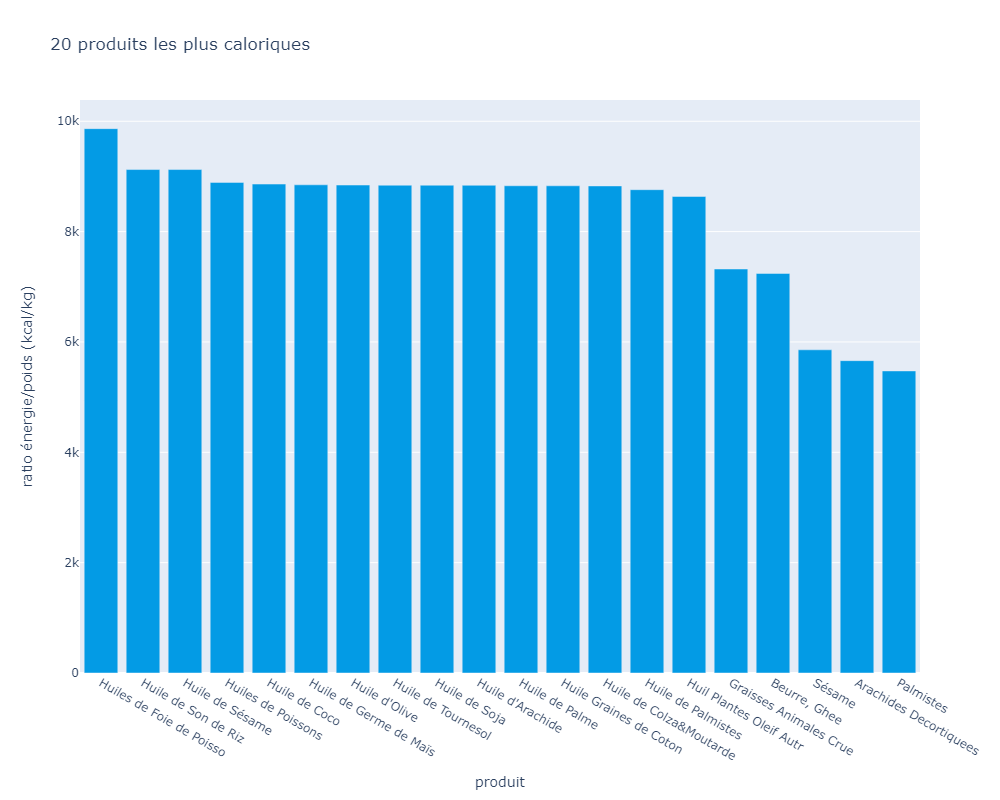 20 produits les plus caloriques
10k
8k
6k
4k
2k
0
ratio énergie/poids (kcal/kg)
Huiles de Foie de Poisso
Huile de Son de Riz
Huile de Sésame
Huiles de Poissons
Huile de Coco
Huile de Germe de Maïs
Huile d'Olive
Huile de Tournesol
Huile de Soja
Huile d'Arachide
Huile de Palme
Huile Graines de Coton
Huile de Colza&Moutarde
Huile de Palmistes
Huil Plantes Oleif Autr
Graisses Animales Crue
Beurre, Ghee
Sésame
Arachides Decortiquees
Palmistes
produit